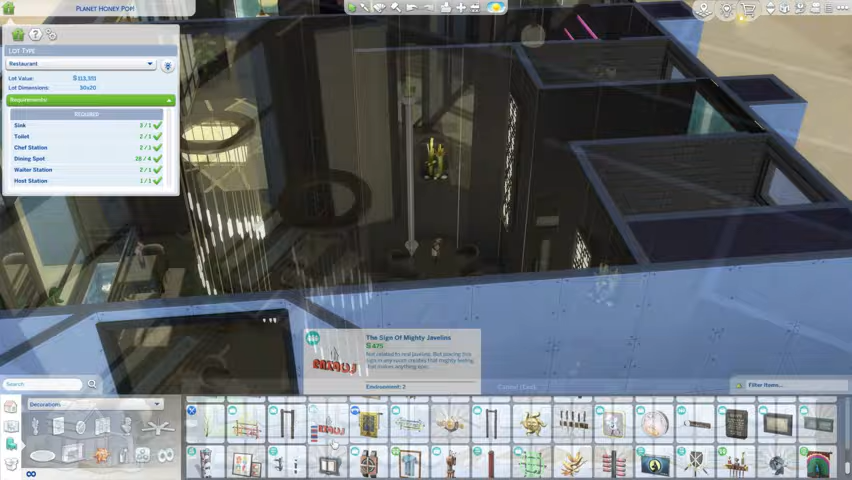 PLANET HONEY POP!
LOT TYPE
Restaurant
Lot Value:
Lot Dimensions: 30x20
Requirements:
REQUIRED
Sink 3 / 1
Toilet 2 / 1
Chef Station 2 / 1
Dining Spot 28 / 4
Waiter Station 2 / 1
Host Station 1 / 1
The Sign Of Mighty Javelins
§475
Not related to real javelins. But placing this
sign in any room creates that mighty feeling
that makes anything epic.
Environment: 2
Search:
Filter Items...
Decorations